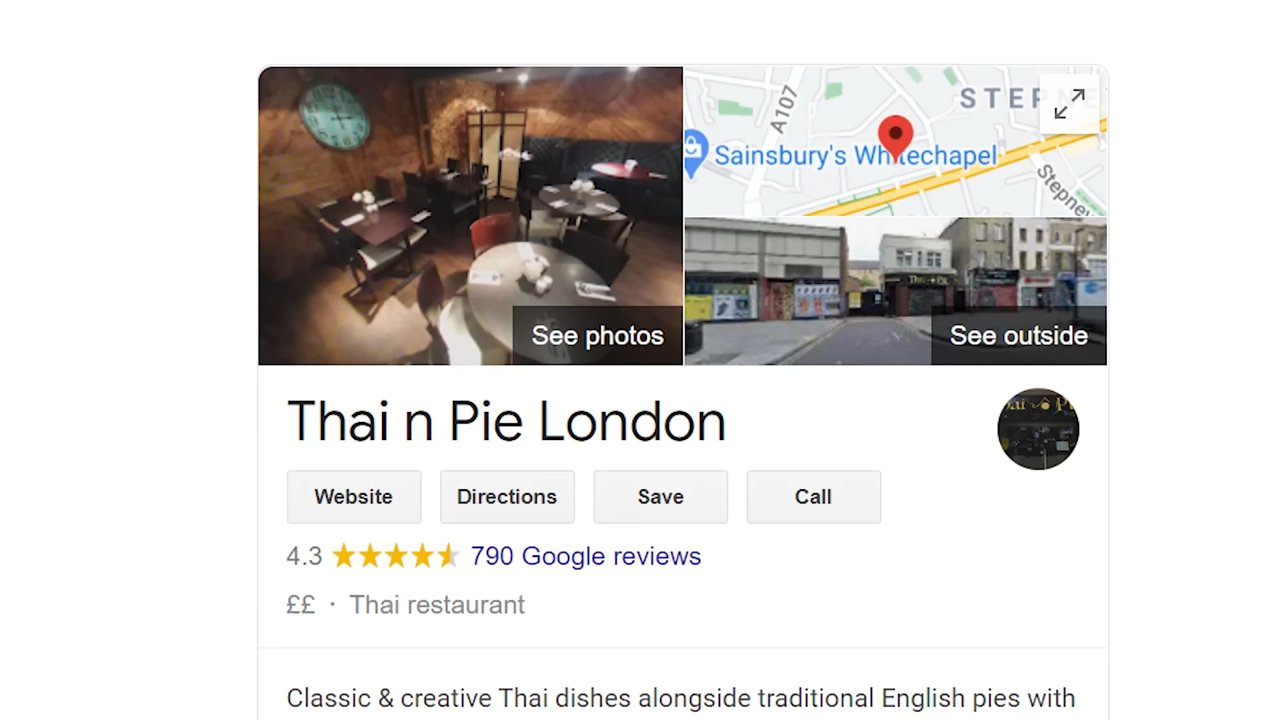 STEPNE
A107
Sainsbury's Whitechapel
Stepney
See photos
See outside
Thai n Pie London
Website
Directions
Save
Call
4.3
790 Google reviews
££ · Thai restaurant
Classic & creative Thai dishes alongside traditional English pies with